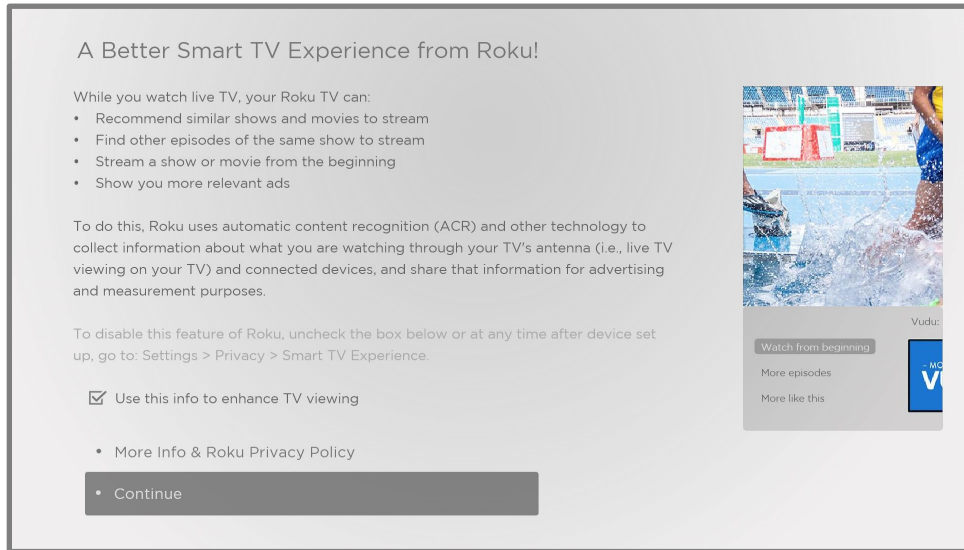 A Better Smart TV Experience from Roku!
While you watch live TV, your Roku TV can:
• Recommend similar shows and movies to stream
• Find other episodes of the same show to stream
• Stream a show or movie from the beginning
• Show you more relevant ads
To do this, Roku uses automatic content recognition (ACR) and other technology to
collect information about what you are watching through your TV's antenna (i.e., live TV
viewing on your TV) and connected devices, and share that information for advertising
and measurement purposes.
To disable this feature of Roku, uncheck the box below or at any time after device set
up, go to: Settings > Privacy > Smart TV Experience.
Use this info to enhance TV viewing
• More Info & Roku Privacy Policy
• Continue
Vudu:
Watch from beginning
More episodes
More like this